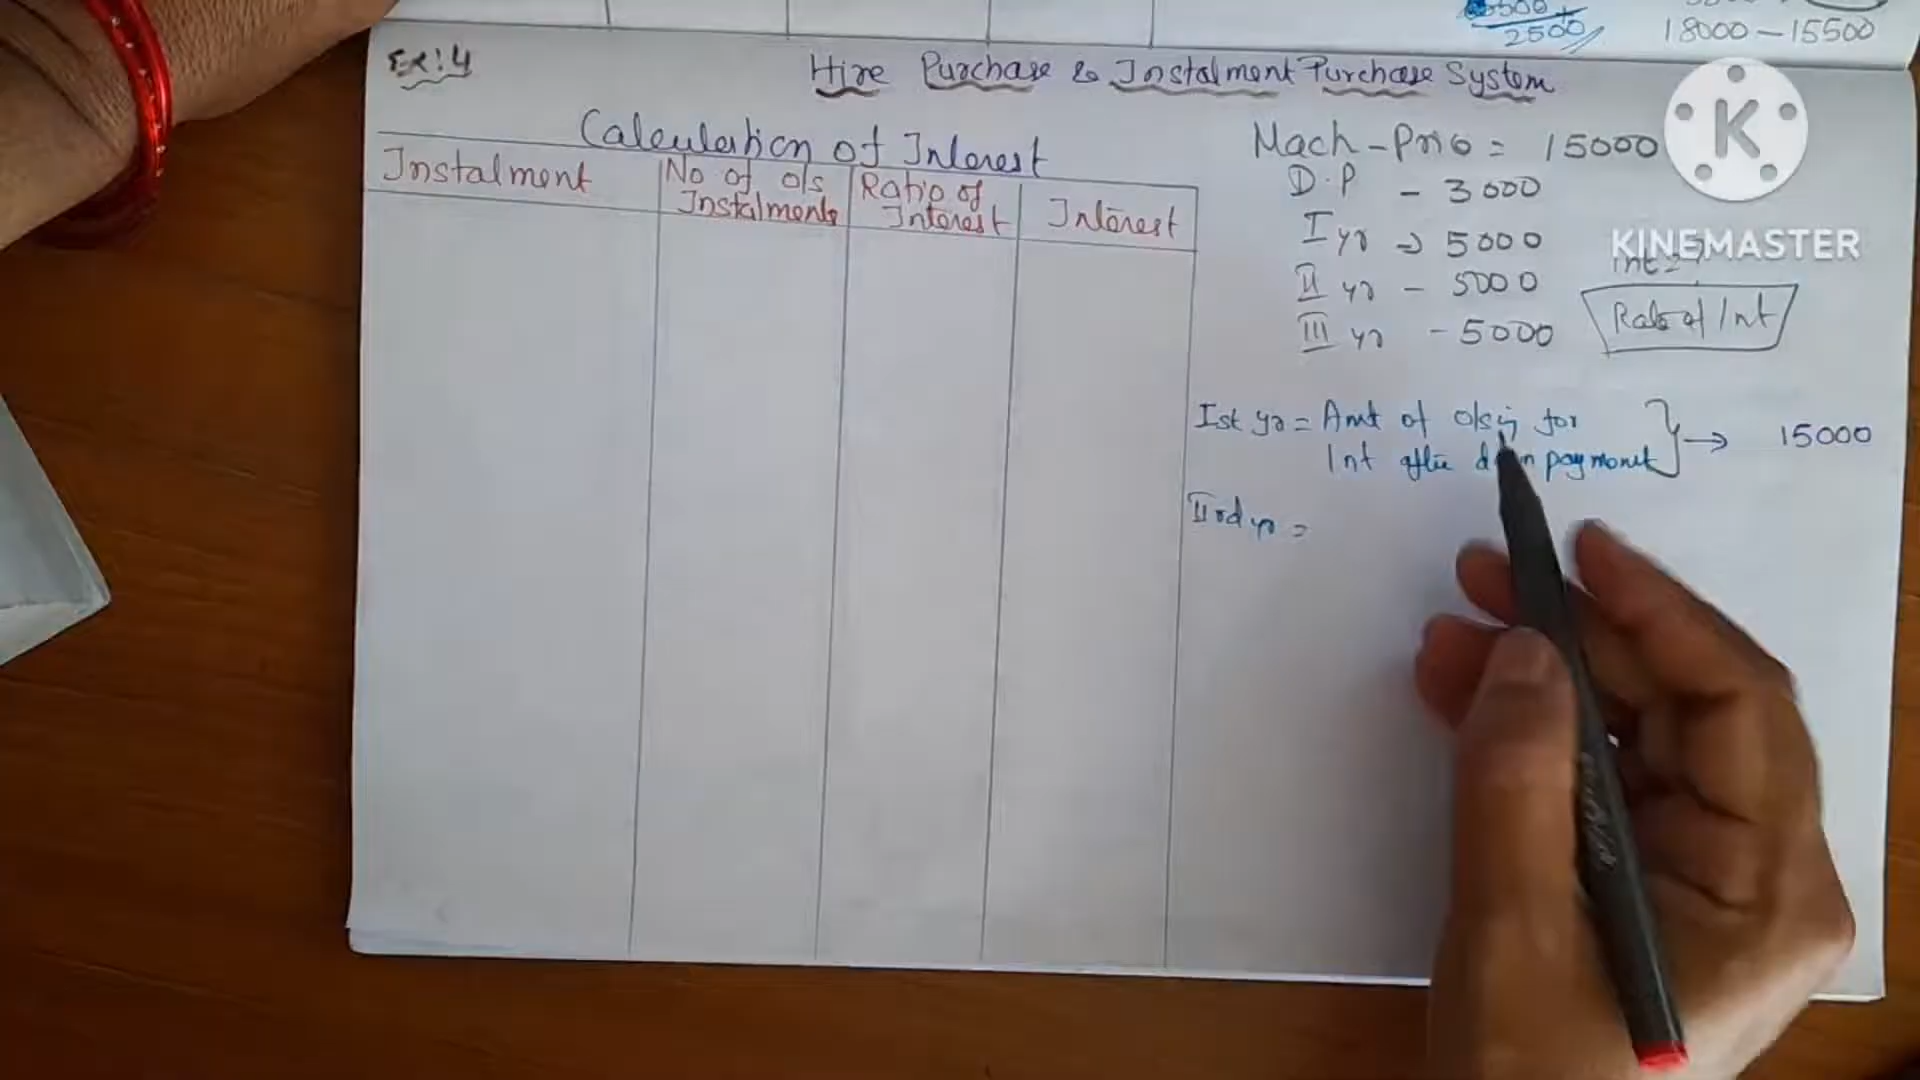 2500
18000-15500
Ex:4
Hire Purchase & Instalment Purchase System
Calculation of Interest
Instalment
No of o/s Instalments
Ratio of Interest
Interest
Mach-Price = 15000
D.P - 3000
I yr → 5000
II yr - 5000
III yr - 5000
K
KINEMASTER
int = ?
Rate of Int
Ist yr = Amt of o/s for
Int after down payment } → 15000
IIrd yr =